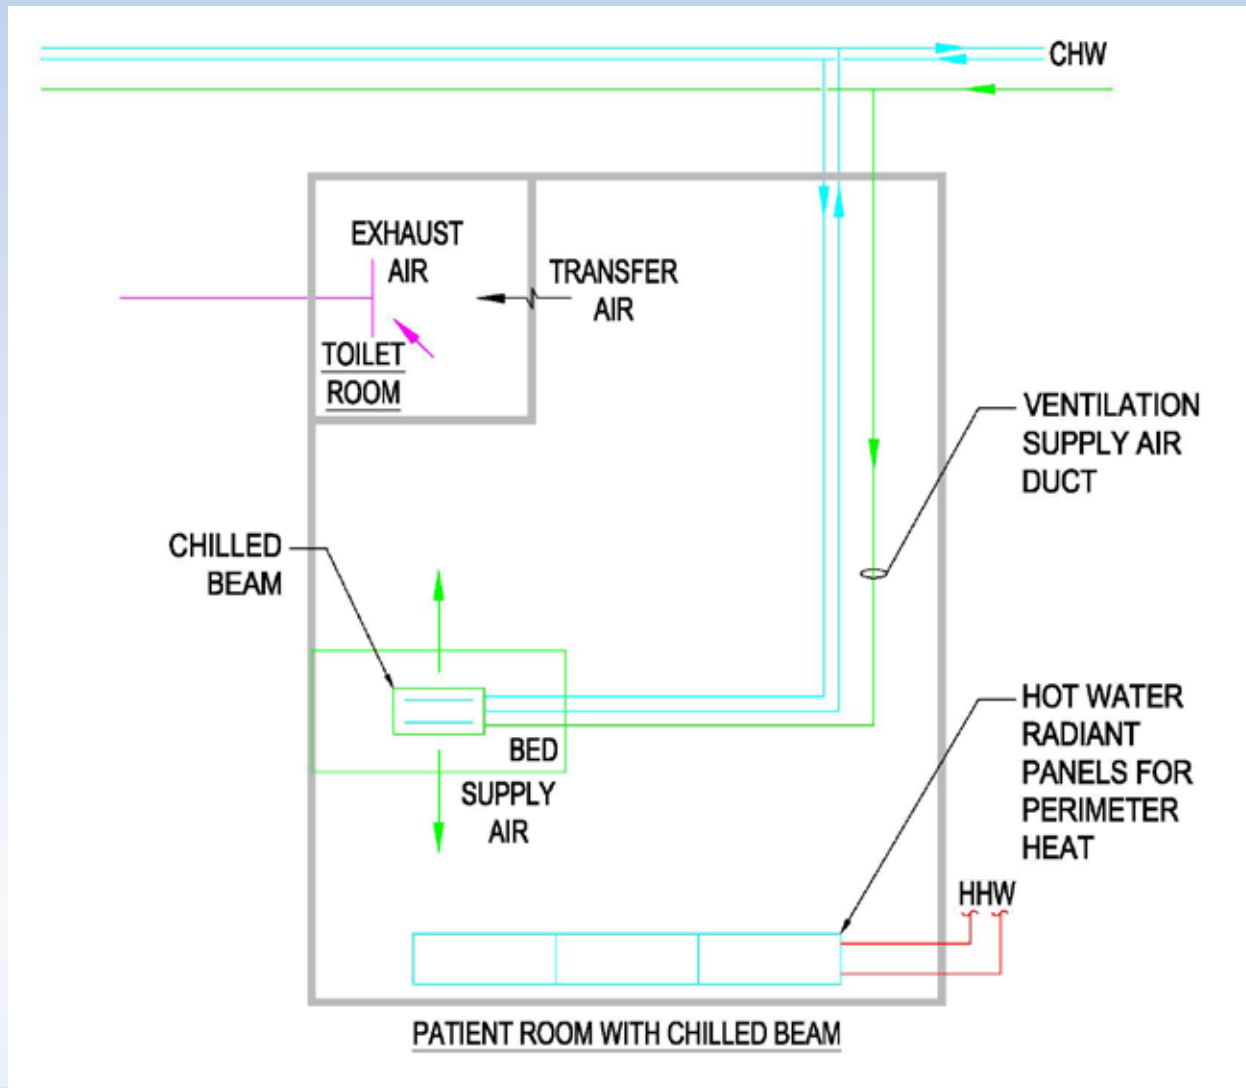 CHW
EXHAUST
AIR
TRANSFER
AIR
TOILET
ROOM
VENTILATION
SUPPLY AIR
DUCT
CHILLED
BEAM
BED
SUPPLY
AIR
HOT WATER
RADIANT
PANELS FOR
PERIMETER
HEAT
HHW
PATIENT ROOM WITH CHILLED BEAM